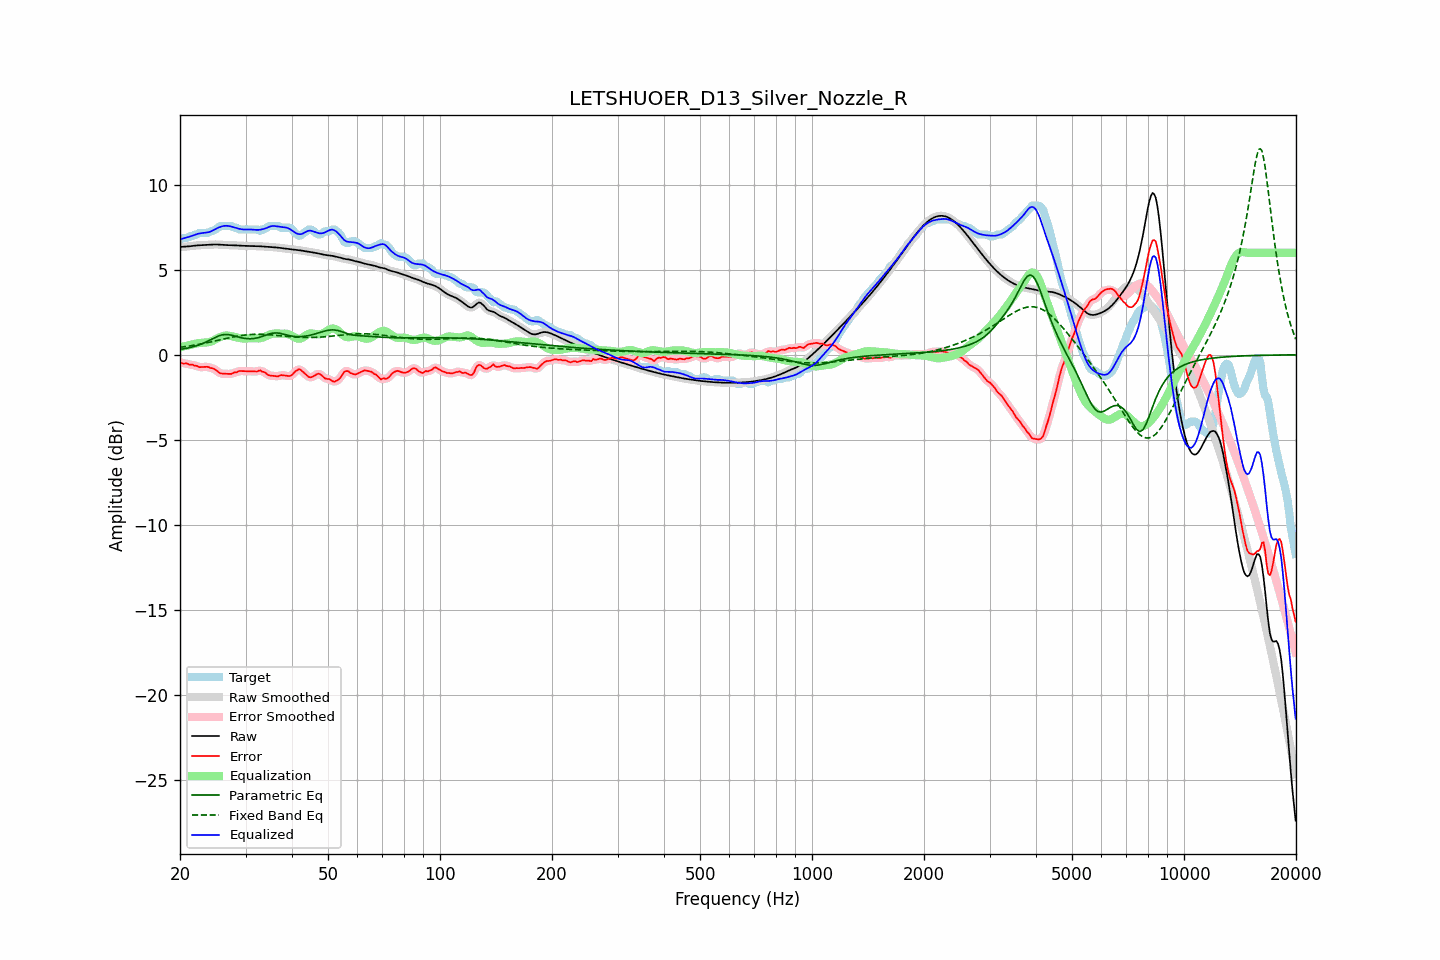 LETSHUOER_D13_Silver_Nozzle_R
Amplitude (dBr)
10
5
0
−5
−10
−15
−20
−25
Target
Raw Smoothed
Error Smoothed
Raw
Error
Equalization
Parametric Eq
Fixed Band Eq
Equalized
20
50
100
200
500
1000
2000
5000
10000
20000
Frequency (Hz)